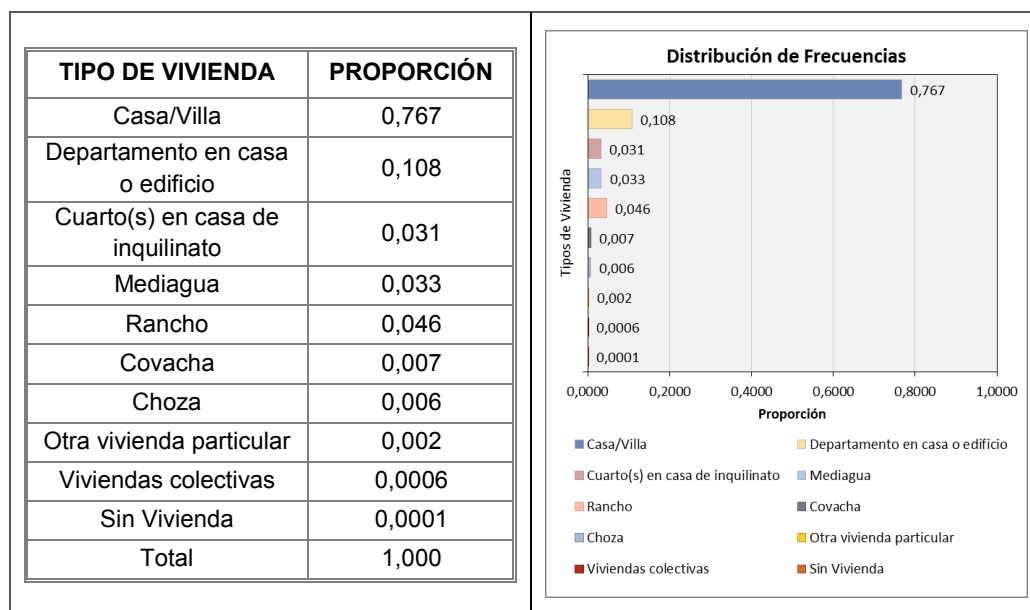 TIPO DE VIVIENDA PROPORCIÓN
Casa/Villa 0,767
Departamento en casa
o edificio 0,108
Cuarto(s) en casa de
inquilinato 0,031
Mediagua 0,033
Rancho 0,046
Covacha 0,007
Choza 0,006
Otra vivienda particular 0,002
Viviendas colectivas 0,0006
Sin Vivienda 0,0001
Total 1,000
Distribución de Frecuencias
Tipos de Vivienda
0,767
0,108
0,031
0,033
0,046
0,007
0,006
0,002
0,0006
0,0001
0,0000 0,2000 0,4000 0,6000 0,8000 1,0000
Proporción
Casa/Villa Departamento en casa o edificio
Cuarto(s) en casa de inquilinato Mediagua
Rancho Covacha
Choza Otra vivienda particular
Viviendas colectivas Sin Vivienda